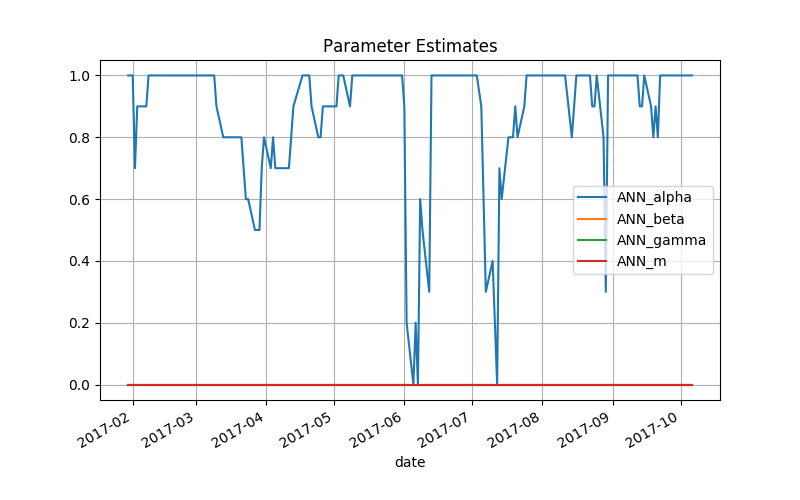 Parameter Estimates
1.0
0.8
0.6
0.4
0.2
0.0
ANN_alpha
ANN_beta
ANN_gamma
ANN_m
2017-02
2017-03
2017-04
2017-05
2017-06
2017-07
2017-08
2017-09
2017-10
date